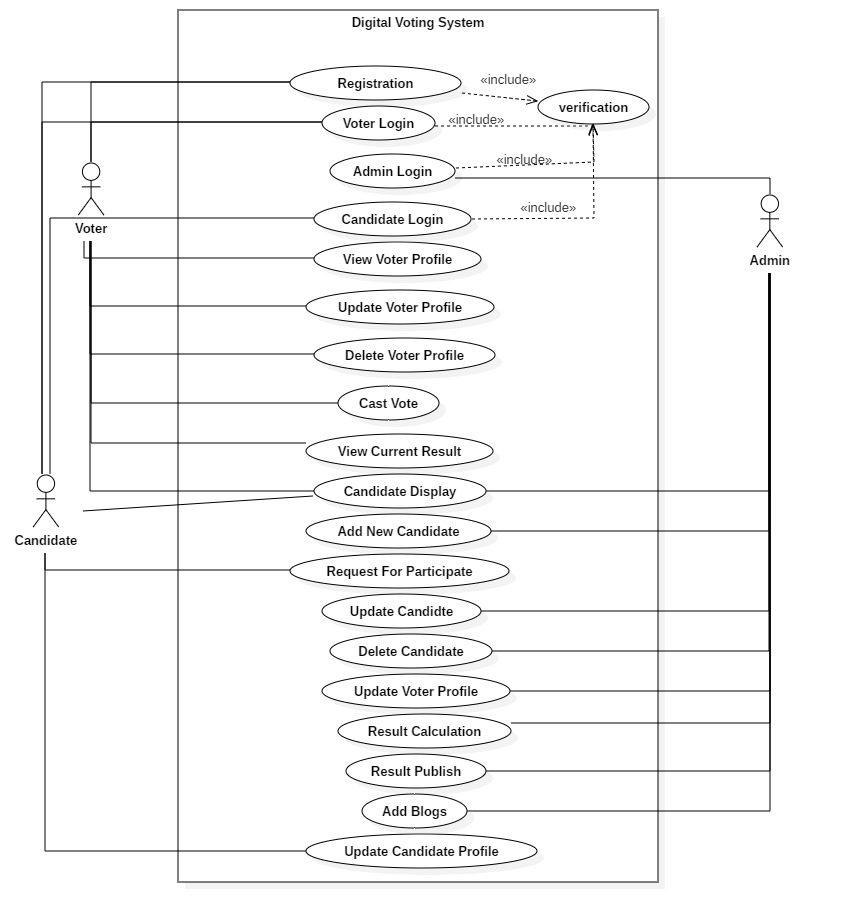 Digital Voting System
Registration
«include»
verification
Voter Login
«include»
Admin Login
«include»
Candidate Login
«include»
Voter
View Voter Profile
Admin
Update Voter Profile
Delete Voter Profile
Cast Vote
View Current Result
Candidate Display
Add New Candidate
Candidate
Request For Participate
Update Candidte
Delete Candidate
Update Voter Profile
Result Calculation
Result Publish
Add Blogs
Update Candidate Profile